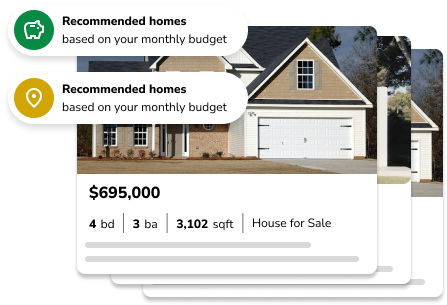 Recommended homes
based on your monthly budget
Recommended homes
based on your monthly budget
$695,000
4 bd 3 ba 3,102 sqft House for Sale